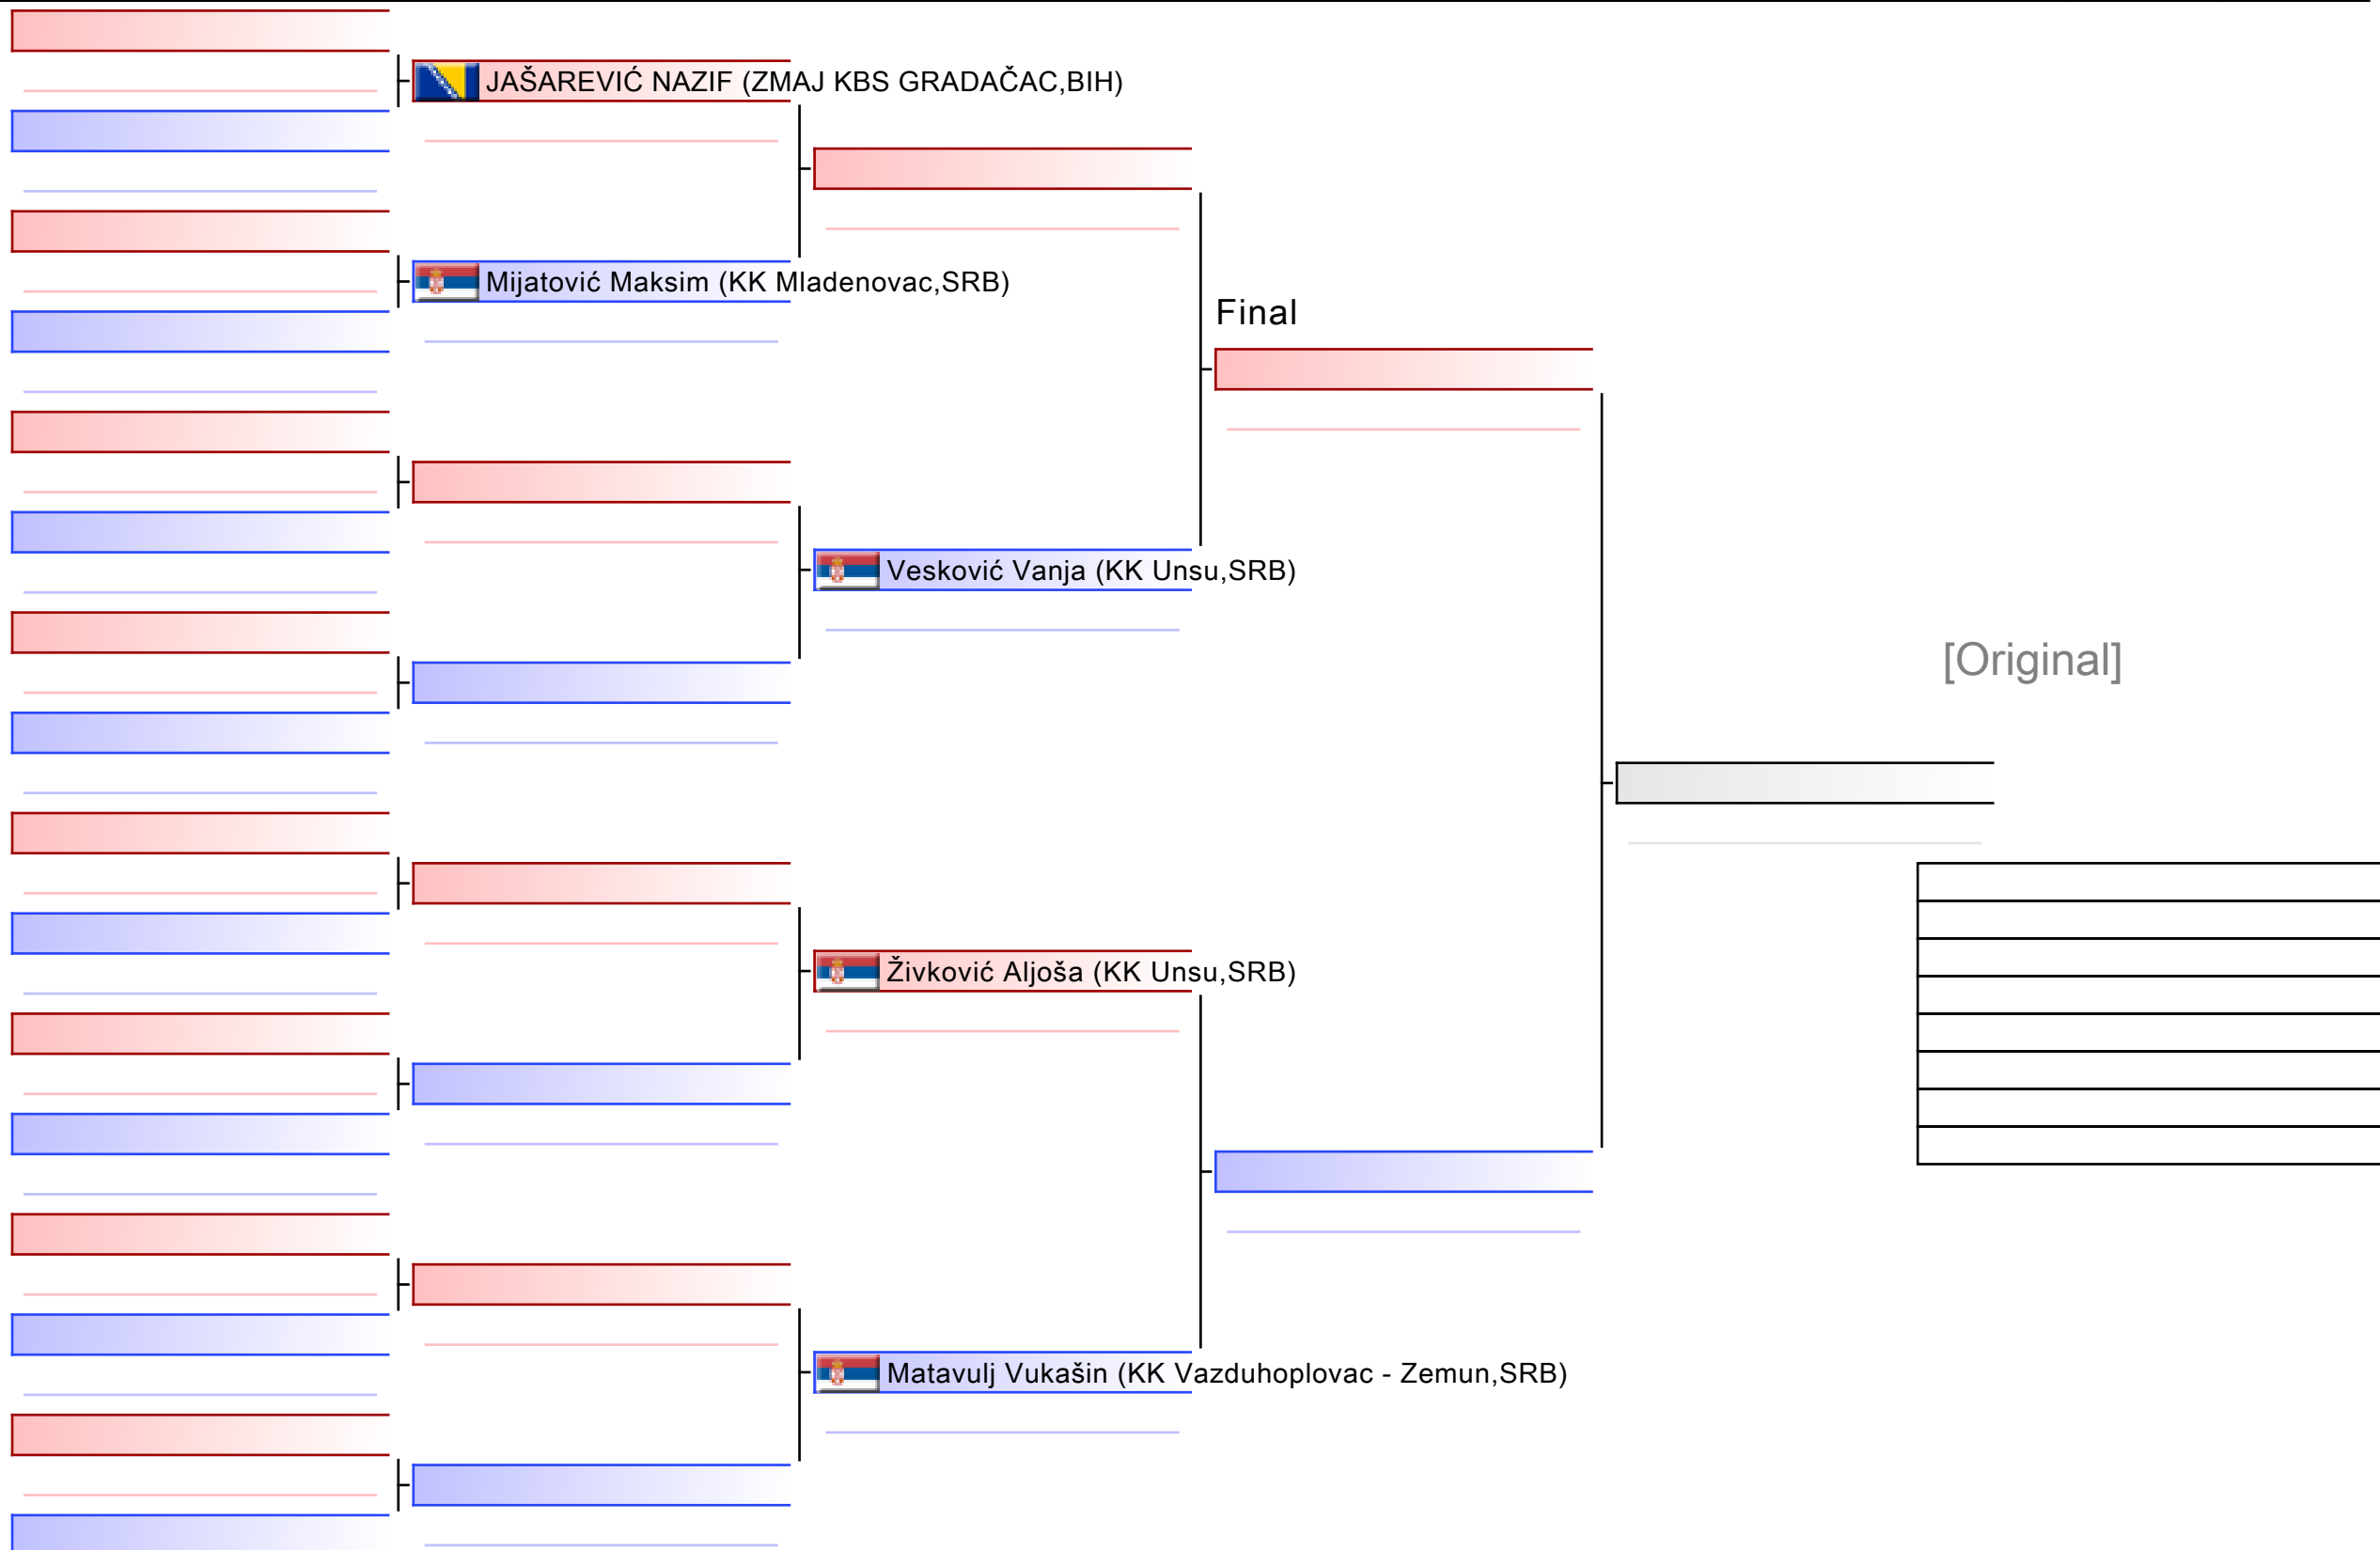 JAŠAREVIĆ NAZIF (ZMAJ KBS GRADAČAC,BIH)
Mijatović Maksim (KK Mladenovac,SRB)
Final
Vesković Vanja (KK Unsu,SRB)
[Original]
Živković Aljoša (KK Unsu,SRB)
Matavulj Vukašin (KK Vazduhoplovac - Zemun,SRB)